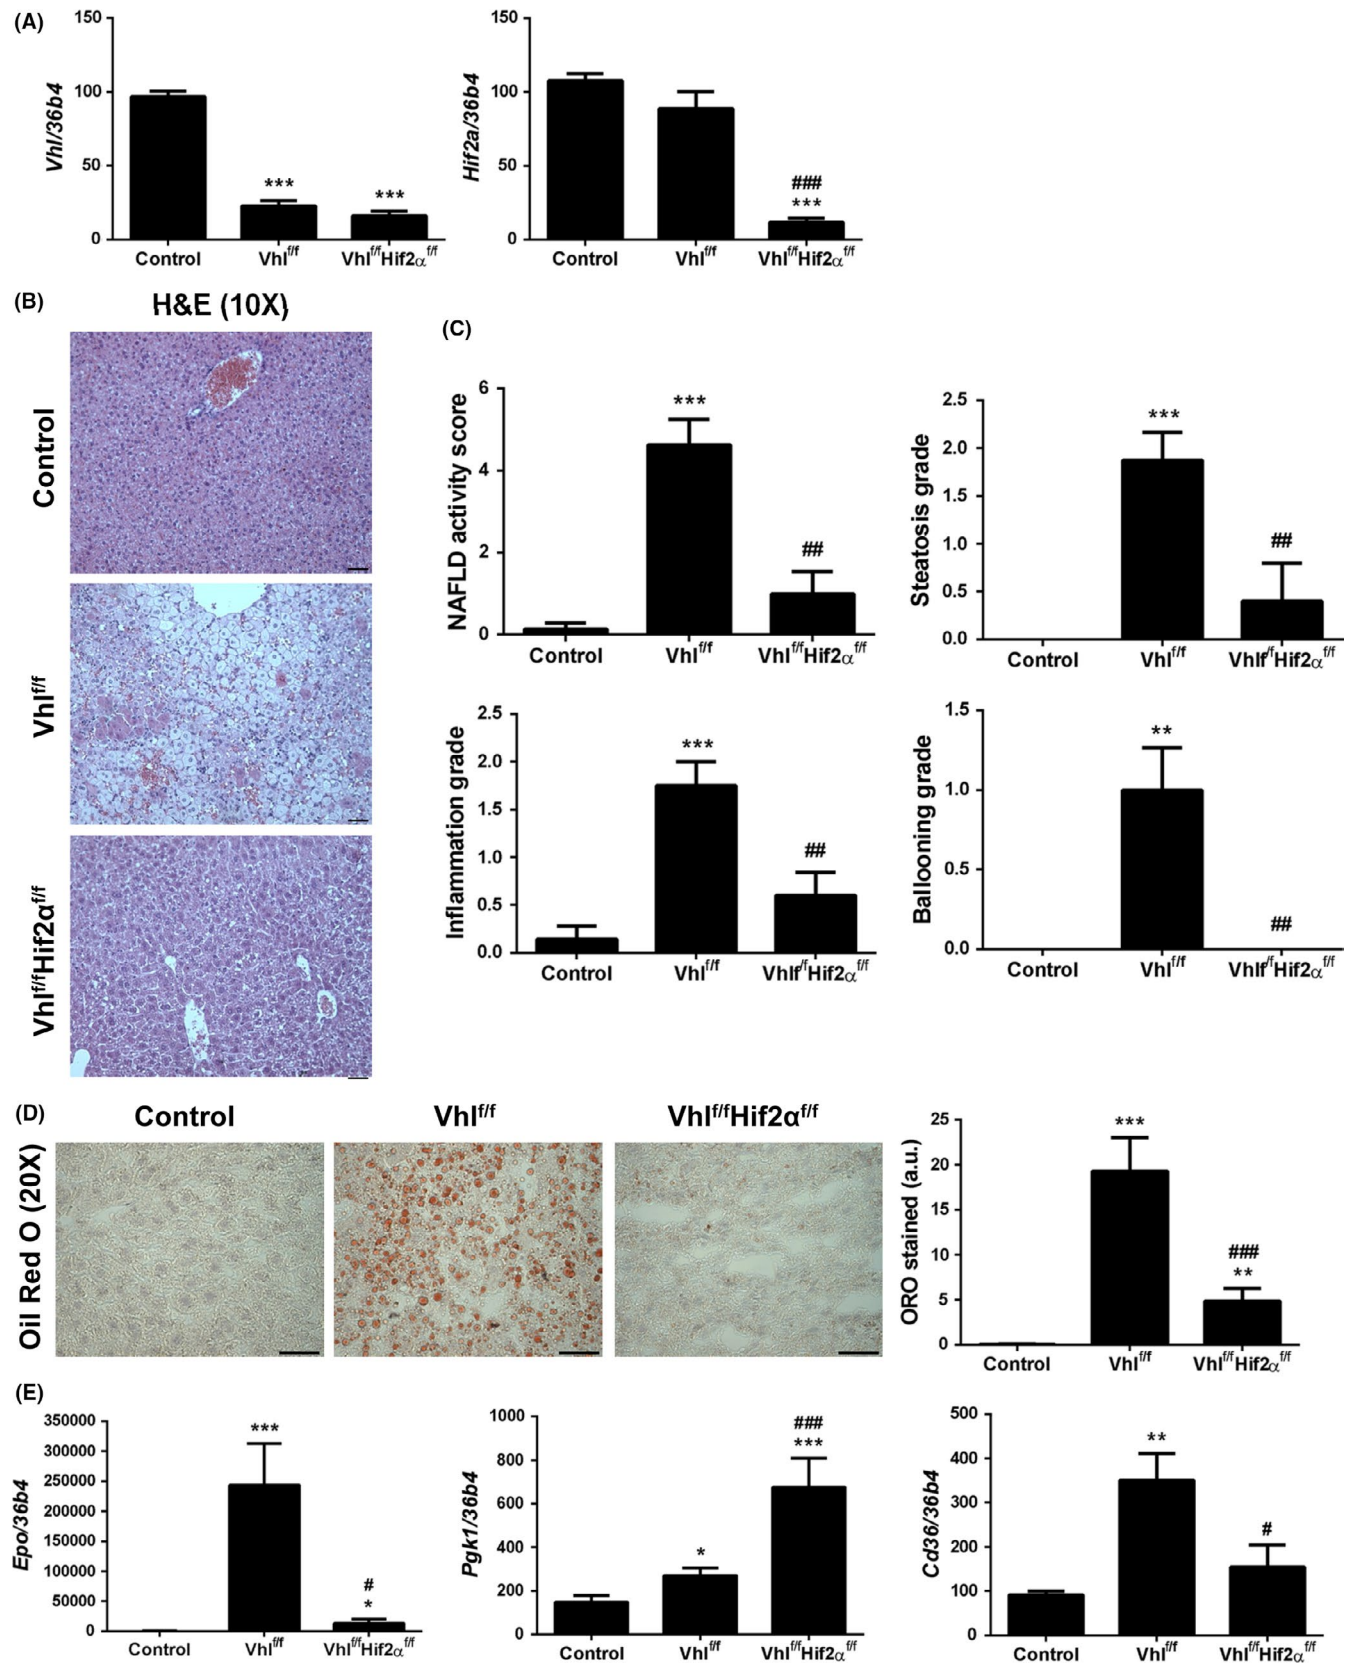 (A)
150
100
50
0
Vhl/36b4
***
***
Control
Vhlf/f
Vhlf/fHif2αf/f
150
100
50
0
Hif2a/36b4
###
***
Control
Vhlf/f
Vhlf/fHif2αf/f
(B)
H&E (10X)
Control
Vhlf/f
Vhlf/fHif2αf/f
(C)
6
4
2
0
NAFLD activity score
***
##
Control
Vhlf/f
Vhlf/fHif2αf/f
2.5
2.0
1.5
1.0
0.5
0.0
Steatosis grade
***
##
Control
Vhlf/f
Vhlff/fHif2αf/f
2.5
2.0
1.5
1.0
0.5
0.0
Inflammation grade
***
##
Control
Vhlf/f
Vhlff/fHif2αf/f
1.5
1.0
0.5
0.0
Ballooning grade
**
##
Control
Vhlf/f
Vhlff/fHif2αf/f
(D)
Control
Vhlf/f
Vhlf/fHif2αf/f
Oil Red O (20X)
25
20
15
10
5
0
ORO stained (a.u.)
***
###
**
Control
Vhlf/f
Vhlf/fHif2αf/f
(E)
350000
300000
250000
200000
150000
100000
50000
0
Epo/36b4
***
#
*
Control
Vhlf/f
Vhlf/fHif2αf/f
1000
800
600
400
200
0
Pgk1/36b4
*
###
***
Control
Vhlf/f
Vhlf/fHif2αf/f
500
400
300
200
100
0
Cd36/36b4
**
#
Control
Vhlf/f
Vhlf/fHif2αf/f